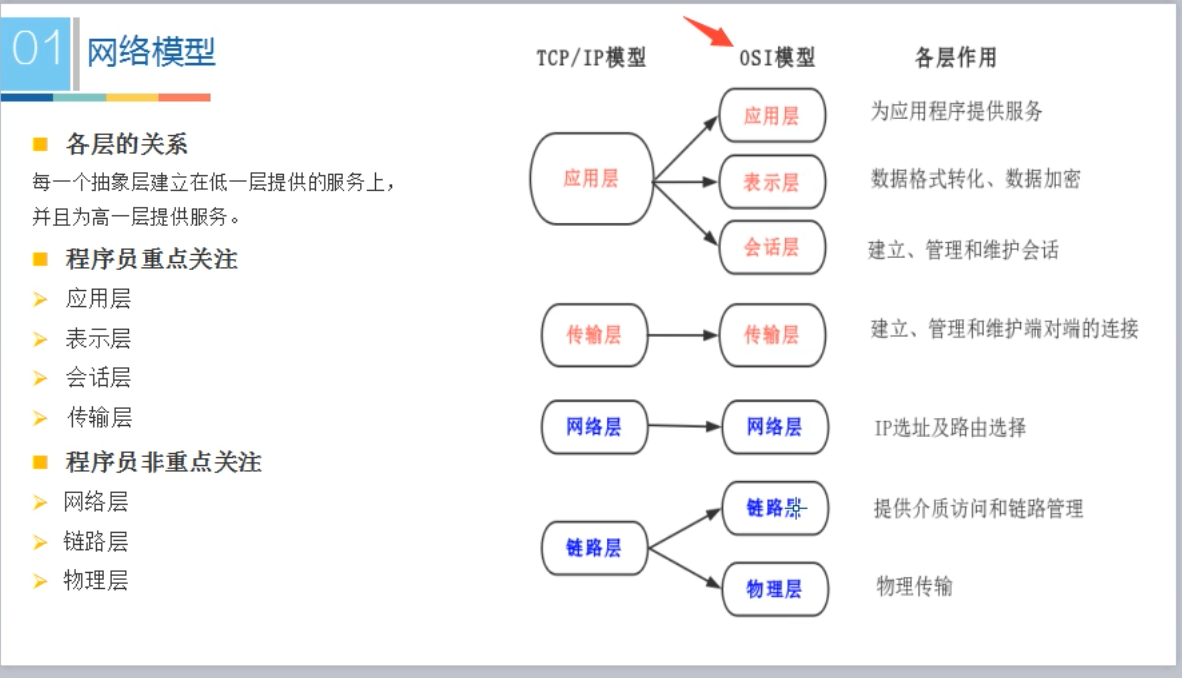 01 网络模型
各层的关系
每一个抽象层建立在低一层提供的服务上，
并且为高一层提供服务。
程序员重点关注
应用层
表示层
会话层
传输层
程序员非重点关注
网络层
链路层
物理层
TCP/IP模型 OSI模型 各层作用
应用层 为应用程序提供服务
应用层 表示层 数据格式转化、数据加密
会话层 建立、管理和维护会话
传输层 传输层 建立、管理和维护端对端的连接
网络层 网络层 IP选址及路由选择
链路层 提供介质访问和链路管理
链路层
物理层 物理传输